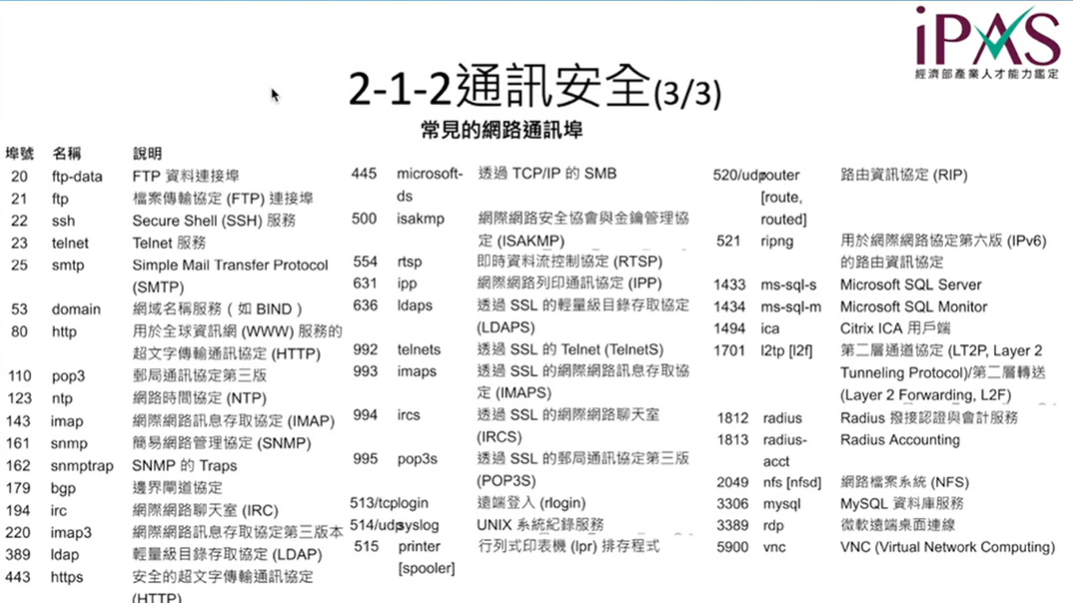 iPAS
經濟部產業人才能力鑑定
2-1-2通訊安全(3/3)
常見的網路通訊埠
埠號 名稱 說明
20 ftp-data FTP 資料連接埠
21 ftp 檔案傳輸協定 (FTP) 連接埠
22 ssh Secure Shell (SSH) 服務
23 telnet Telnet 服務
25 smtp Simple Mail Transfer Protocol
(SMTP)
53 domain 網域名稱服務（如 BIND）
80 http 用於全球資訊網 (WWW) 服務的
超文字傳輸通訊協定 (HTTP)
110 pop3 郵局通訊協定第三版
123 ntp 網路時間協定 (NTP)
143 imap 網際網路訊息存取協定 (IMAP)
161 snmp 簡易網路管理協定 (SNMP)
162 snmptrap SNMP 的 Traps
179 bgp 邊界閘道協定
194 irc 網際網路聊天室 (IRC)
220 imap3 網際網路訊息存取協定第三版本
389 ldap 輕量級目錄存取協定 (LDAP)
443 https 安全的超文字傳輸通訊協定
(HTTP)
445 microsoft- 透過 TCP/IP 的 SMB
ds
500 isakmp 網際網路安全協會與金鑰管理協
定 (ISAKMP)
554 rtsp 即時資料流控制協定 (RTSP)
631 ipp 網際網路列印通訊協定 (IPP)
636 ldaps 透過 SSL 的輕量級目錄存取協定
(LDAPS)
992 telnets 透過 SSL 的 Telnet (TelnetS)
993 imaps 透過 SSL 的網際網路訊息存取協
定 (IMAPS)
994 ircs 透過 SSL 的網際網路聊天室
(IRCS)
995 pop3s 透過 SSL 的郵局通訊協定第三版
(POP3S)
513/tcp login 遠端登入 (rlogin)
514/udp syslog UNIX 系統紀錄服務
515 printer 行列式印表機 (lpr) 排存程式
[spooler]
520/udp router 路由資訊協定 (RIP)
[route,
routed]
521 ripng 用於網際網路協定第六版 (IPv6)
的路由資訊協定
1433 ms-sql-s Microsoft SQL Server
1434 ms-sql-m Microsoft SQL Monitor
1494 ica Citrix ICA 用戶端
1701 l2tp [l2f] 第二層通道協定 (LT2P, Layer 2
Tunneling Protocol)/第二層轉送
(Layer 2 Forwarding, L2F)
1812 radius Radius 撥接認證與會計服務
1813 radius- Radius Accounting
acct
2049 nfs [nfsd] 網路檔案系統 (NFS)
3306 mysql MySQL 資料庫服務
3389 rdp 微軟遠端桌面連線
5900 vnc VNC (Virtual Network Computing)